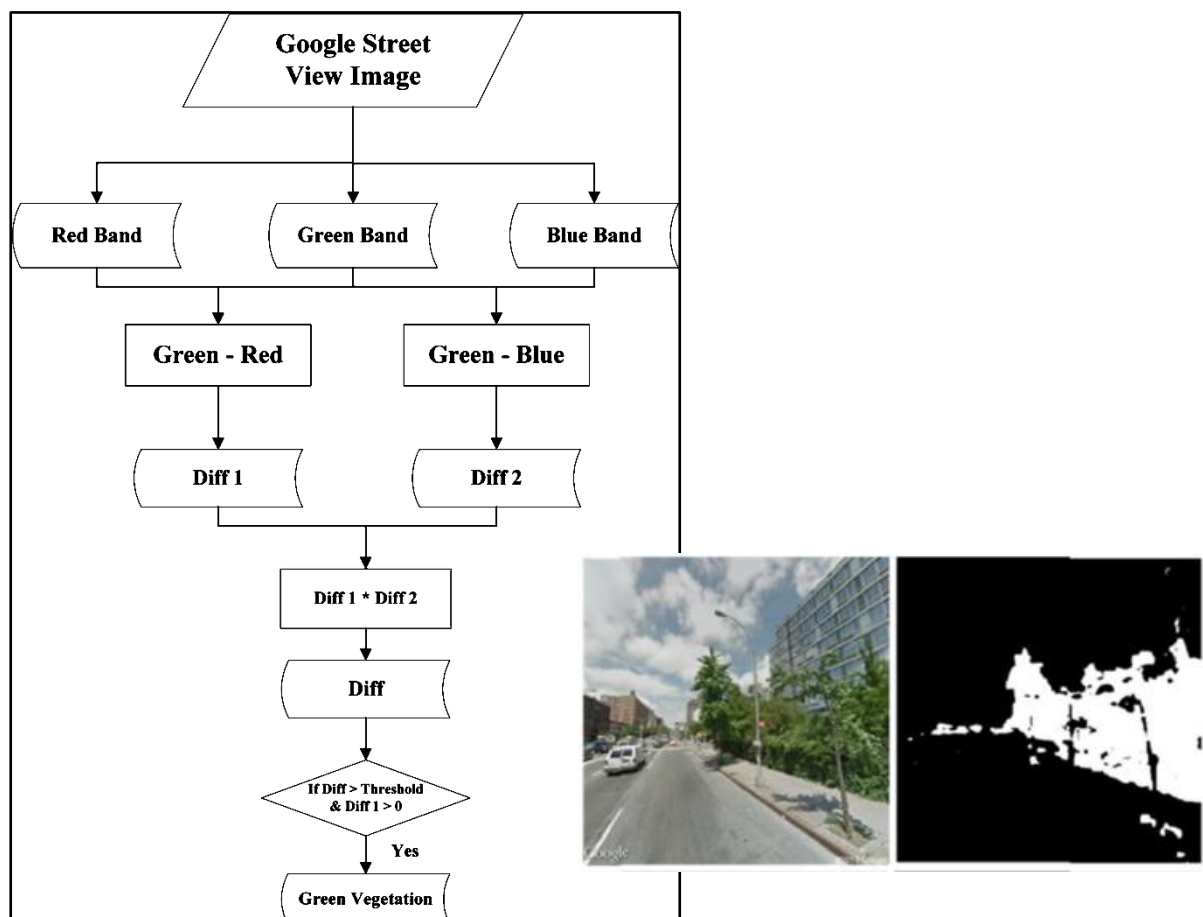 Google Street
View Image
Red Band
Green Band
Blue Band
Green - Red
Green - Blue
Diff 1
Diff 2
Diff 1 * Diff 2
Diff
If Diff > Threshold
& Diff 1 > 0
Yes
Green Vegetation
Google